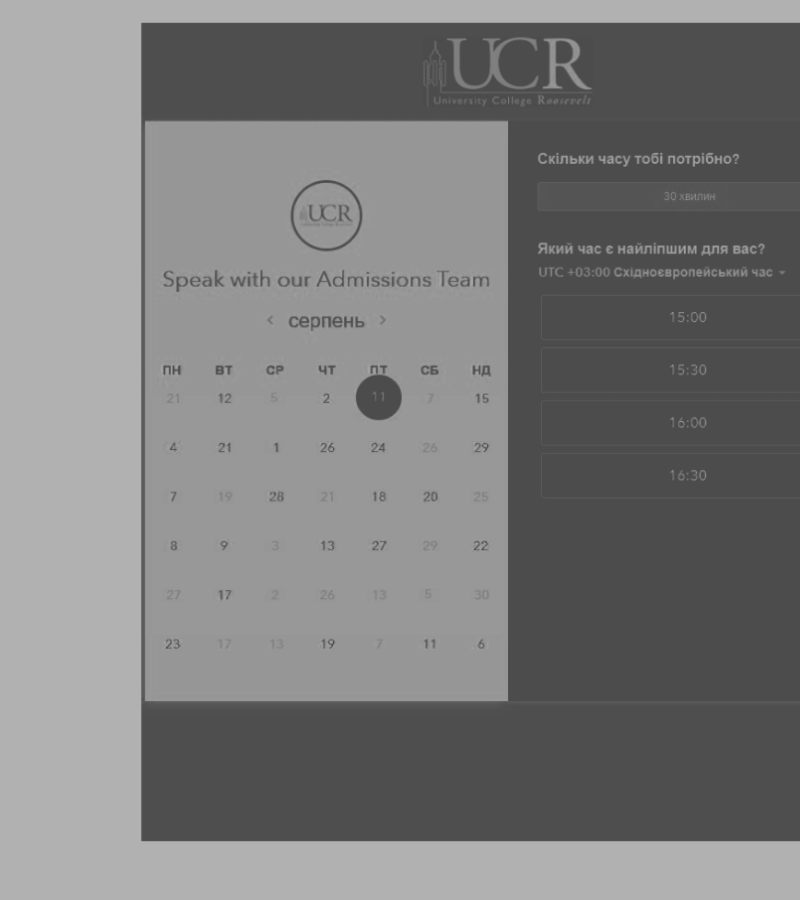 UCR
University College Roosevelt
UCR
Speak with our Admissions Team
< серпень >
ПН ВТ СР ЧТ ПТ СБ НД
21 12 5 2 11 7 15
4 21 1 26 24 26 29
7 19 28 21 18 20 25
8 9 3 13 27 29 22
27 17 2 26 13 5 30
23 17 13 19 7 11 6
Скільки часу тобі потрібно?
30 хвилин
Який час є найліпшим для вас?
UTC +03:00 Східноєвропейський час
15:00
15:30
16:00
16:30